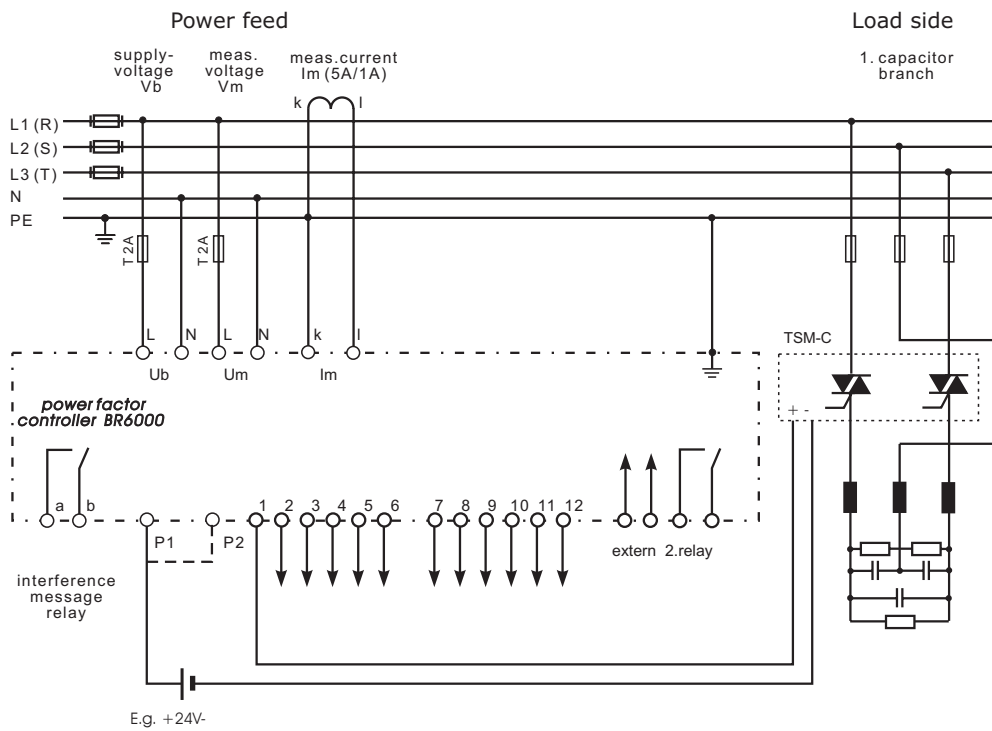 Power feed
Load side
supply-
voltage
Vb
meas.
voltage
Vm
meas.current
Im (5A/1A)
1. capacitor
branch
k
l
L1 (R)
L2 (S)
L3 (T)
N
PE
T 2A
T 2A
L
N
L
N
k
l
Ub
Um
Im
TSM-C
+ -
power factor
controller BR6000
a
b
1
2
3
4
5
6
7
8
9
10
11
12
P1
P2
extern 2.relay
interference
message
relay
E.g. +24V-